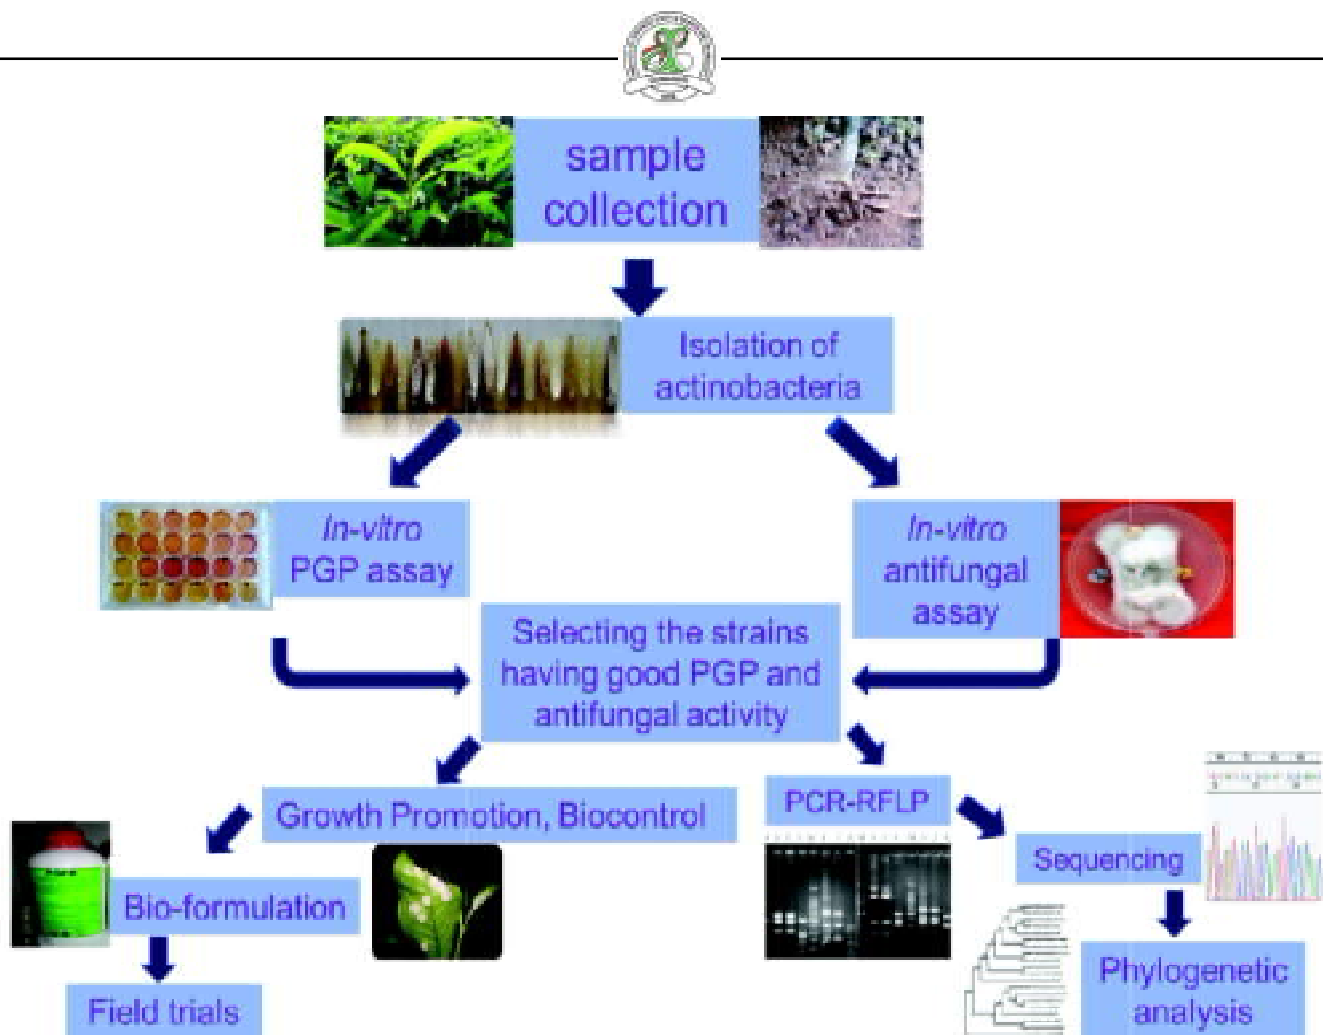 sample
collection
Isolation of
actinobacteria
In-vitro
PGP assay
In-vitro
antifungal
assay
Selecting the strains
having good PGP and
antifungal activity
Growth Promotion, Biocontrol
PCR-RFLP
Sequencing
Bio-formulation
Phylogenetic
analysis
Field trials